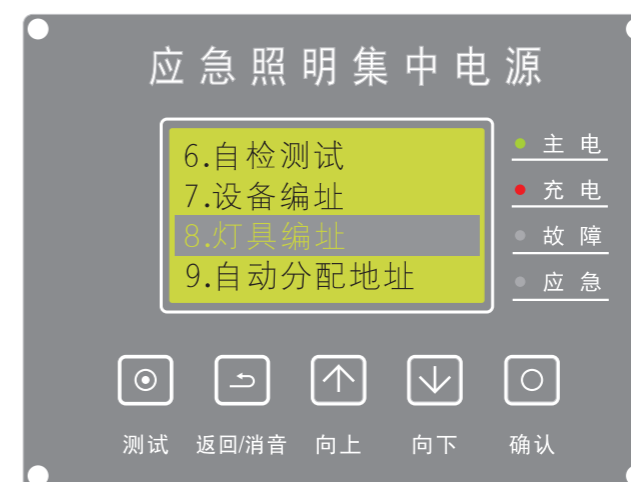 应急照明集中电源
6.自检测试
7.设备编址
8.灯具编址
9.自动分配地址
主电
充电
故障
应急
测试 返回/消音 向上 向下 确认